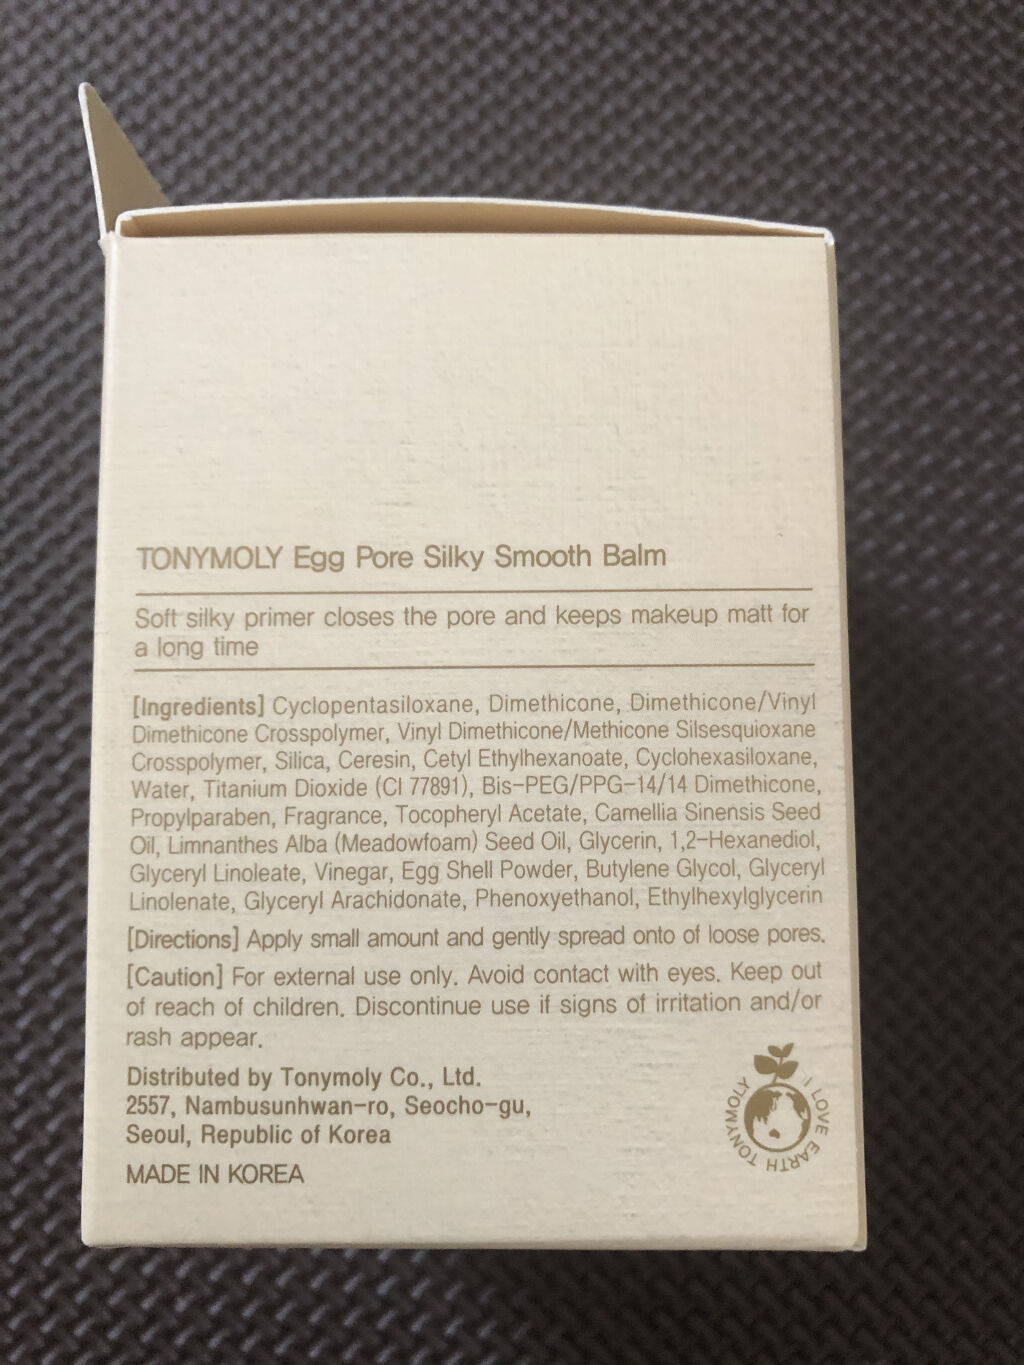 TONYMOLY Egg Pore Silky Smooth Balm
Soft silky primer closes the pore and keeps makeup matt for
a long time
[Ingredients] Cyclopentasiloxane, Dimethicone, Dimethicone/Vinyl
Dimethicone Crosspolymer, Vinyl Dimethicone/Methicone Silsesquioxane
Crosspolymer, Silica, Ceresin, Cetyl Ethylhexanoate, Cyclohexasiloxane,
Water, Titanium Dioxide (CI 77891), Bis-PEG/PPG-14/14 Dimethicone,
Propylparaben, Fragrance, Tocopheryl Acetate, Camellia Sinensis Seed
Oil, Limnanthes Alba (Meadowfoam) Seed Oil, Glycerin, 1,2-Hexanediol,
Glyceryl Linoleate, Vinegar, Egg Shell Powder, Butylene Glycol, Glyceryl
Linolenate, Glyceryl Arachidonate, Phenoxyethanol, Ethylhexylglycerin
[Directions] Apply small amount and gently spread onto of loose pores.
[Caution] For external use only. Avoid contact with eyes. Keep out
of reach of children. Discontinue use if signs of irritation and/or
rash appear.
Distributed by Tonymoly Co., Ltd.
2557, Nambusunhwan-ro, Seocho-gu,
Seoul, Republic of Korea
MADE IN KOREA
I LOVE EARTH TONYMOLY